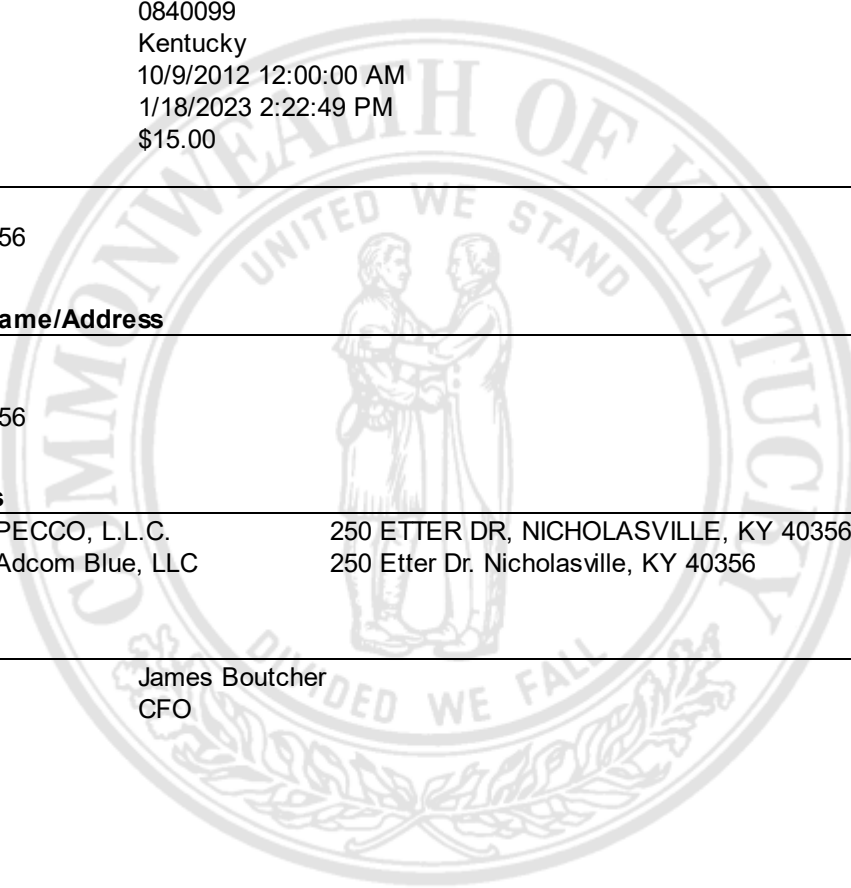 0840099
Kentucky
10/9/2012 12:00:00 AM
1/18/2023 2:22:49 PM
$15.00
56
ame/Address
56
s
PECCO, L.L.C. 250 ETTER DR, NICHOLASVILLE, KY 40356
Adcom Blue, LLC 250 Etter Dr. Nicholasville, KY 40356
James Boutcher
CFO
COMMONWEALTH OF KENTUCKY
UNITED WE STAND
DIVIDED WE FALL